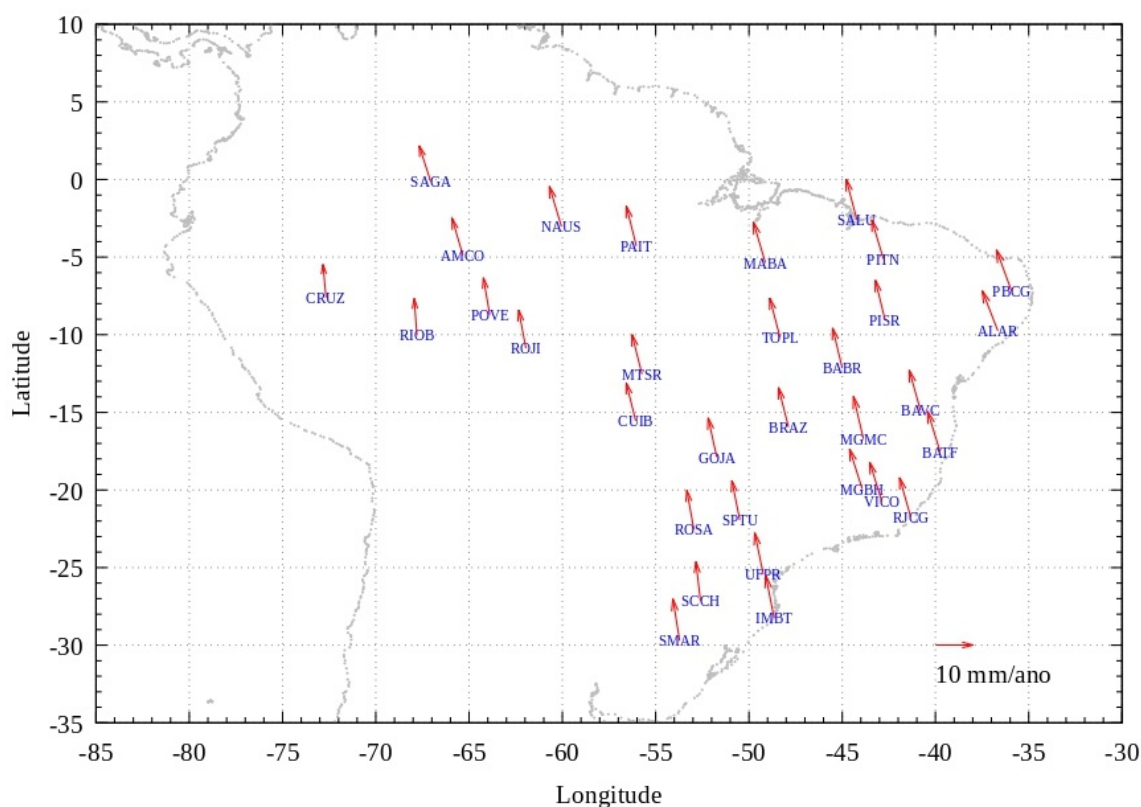 10
5
0
-5
-10
-15
-20
-25
-30
-35
Latitude
SAGA
NAUS
SALU
PAIT
AMCO
MABA
PITN
PBCG
CRUZ
POVE
PISR
ALAR
RIOB
TOPL
ROJI
MTSR
BABR
CUIB
BAVC
BRAZ
MGMC
BATF
GOJA
MGBH
VICO
RJCG
SPTU
ROSA
UFPR
SCCH
IMBT
SMAR
10 mm/ano
-85 -80 -75 -70 -65 -60 -55 -50 -45 -40 -35 -30
Longitude